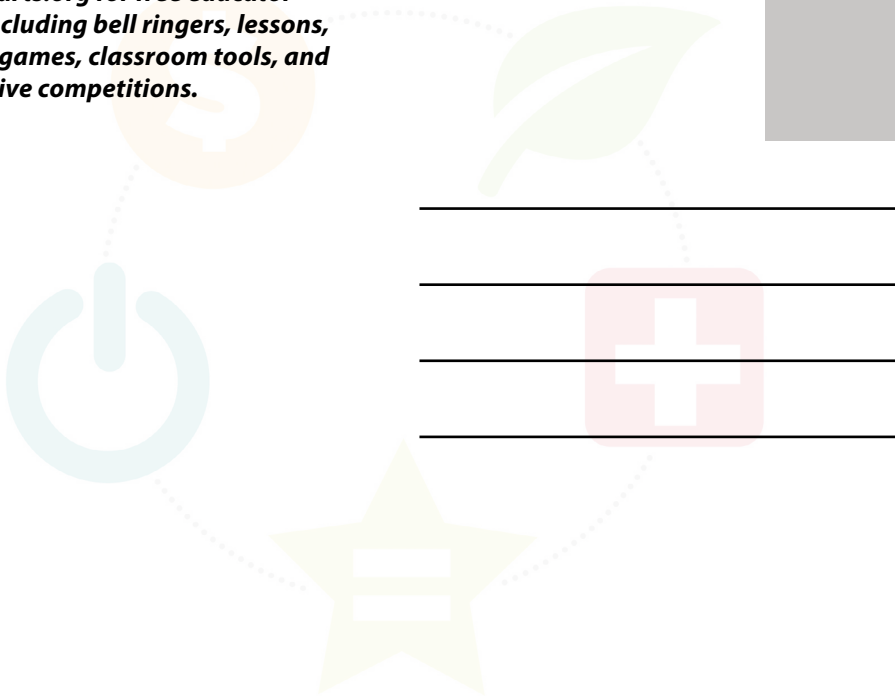 cluding bell ringers, lessons,
games, classroom tools, and
ive competitions.